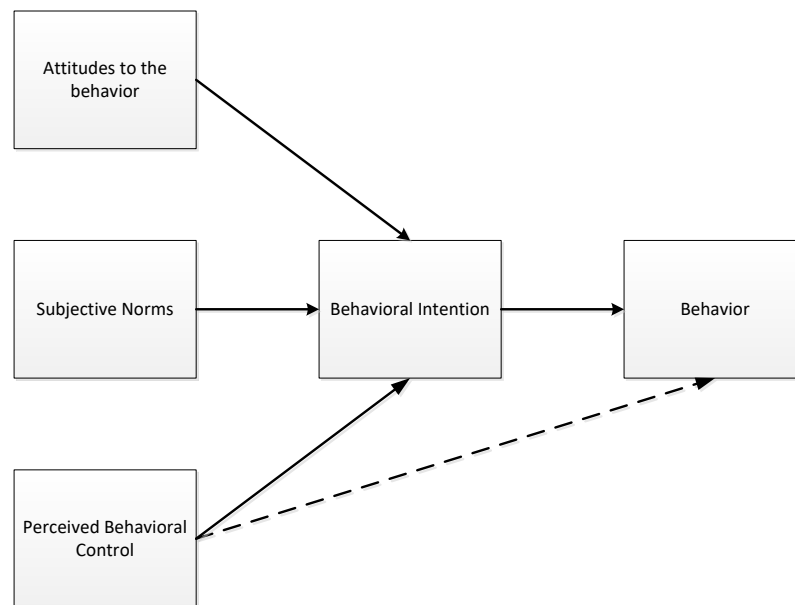 Attitudes to the
behavior
Subjective Norms
Behavioral Intention
Behavior
Perceived Behavioral
Control